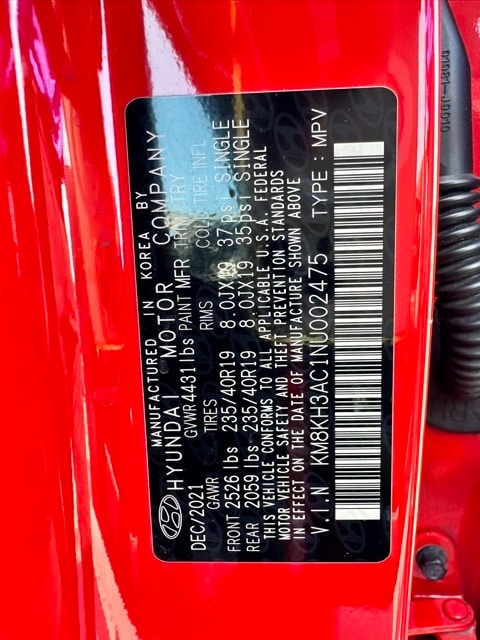 MANUFACTURED IN KOREA BY
HYUNDAI MOTOR COMPANY
DEC/2021 GVWR 4431 lbs PAINT MFR TRM TRY
GAWR TIRES RIMS COLD TIRE INFL
FRONT 2526 lbs 235/40R19 8.0JX19 37psi SINGLE
REAR 2059 lbs 235/40R19 8.0JX19 35psi SINGLE
THIS VEHICLE CONFORMS TO ALL APPLICABLE U.S.A. FEDERAL
MOTOR VEHICLE SAFETY AND THEFT PREVENTION STANDARDS
IN EFFECT ON THE DATE OF MANUFACTURE SHOWN ABOVE
V.I.N : KM8KH3AC1NU002475 TYPE : MPV